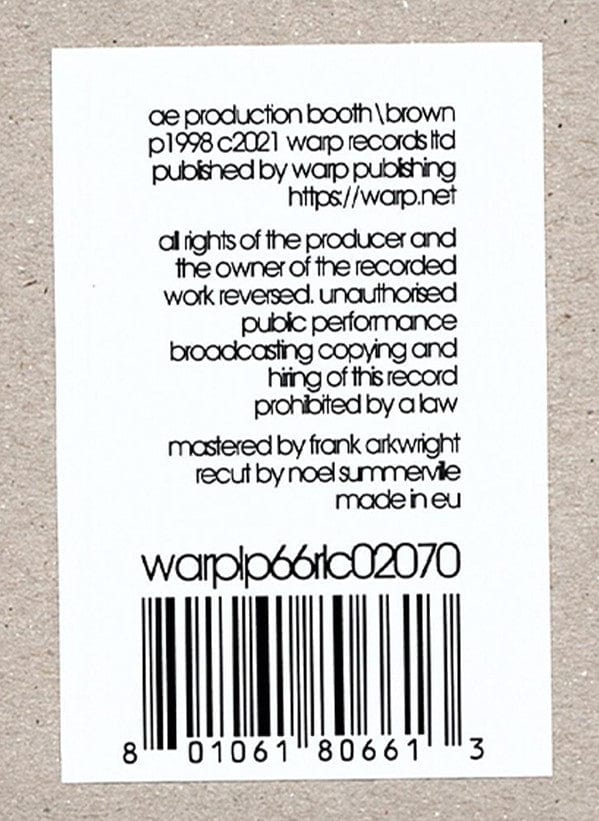 ae production booth\brown
p1998 c2021 warp records ltd
published by warp publishing
https://warp.net
all rights of the producer and
the owner of the recorded
work reversed. unauthorised
public performance
broadcasting copying and
hiring of this record
prohibited by a law
mastered by frank arkwright
recut by noel summerville
made in eu
warplp66rlc02070
8 01061 80661 3